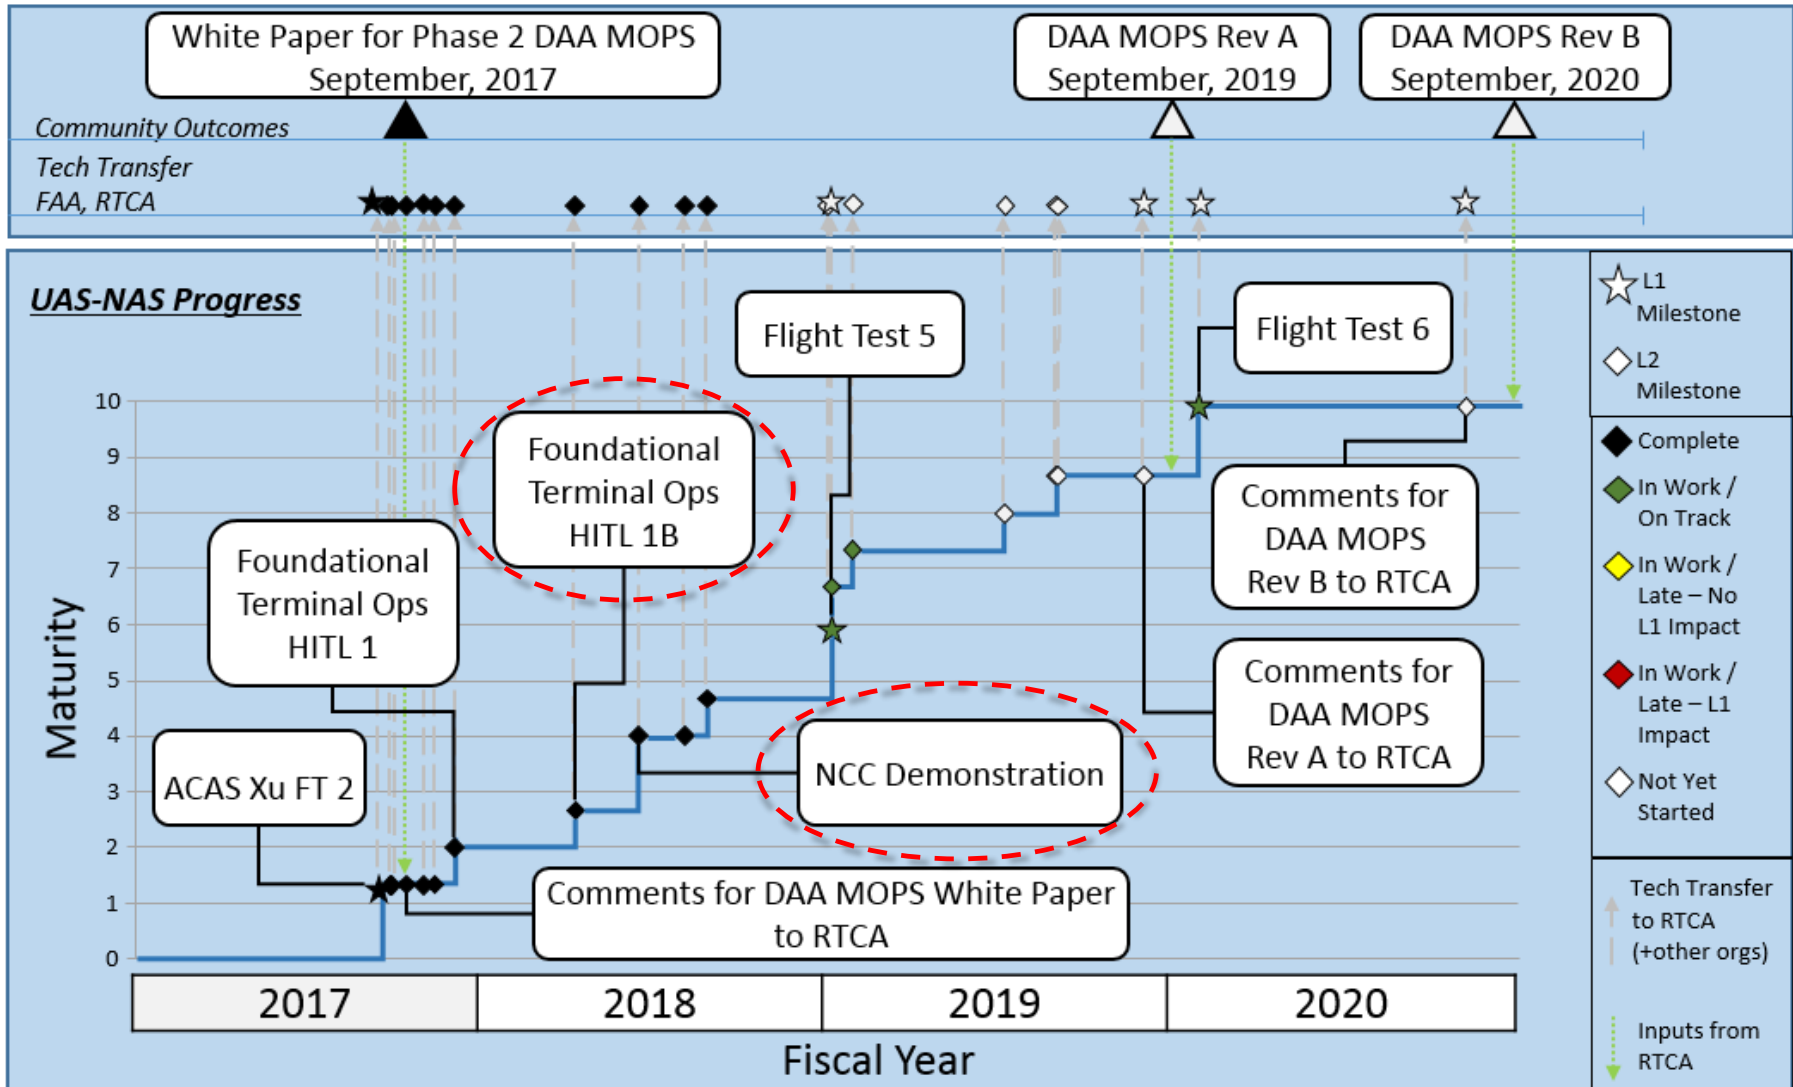 White Paper for Phase 2 DAA MOPS
September, 2017
DAA MOPS Rev A
September, 2019
DAA MOPS Rev B
September, 2020
Community Outcomes
Tech Transfer
FAA, RTCA
UAS-NAS Progress
Flight Test 5
Flight Test 6
Foundational
Terminal Ops
HITL 1B
Foundational
Terminal Ops
HITL 1
ACAS Xu FT 2
NCC Demonstration
Comments for DAA MOPS White Paper
to RTCA
Comments for
DAA MOPS
Rev B to RTCA
Comments for
DAA MOPS
Rev A to RTCA
Maturity
10
9
8
7
6
5
4
3
2
1
0
2017
2018
2019
2020
Fiscal Year
L1
Milestone
L2
Milestone
Complete
In Work /
On Track
In Work /
Late – No
L1 Impact
In Work /
Late – L1
Impact
Not Yet
Started
Tech Transfer
to RTCA
(+other orgs)
Inputs from
RTCA